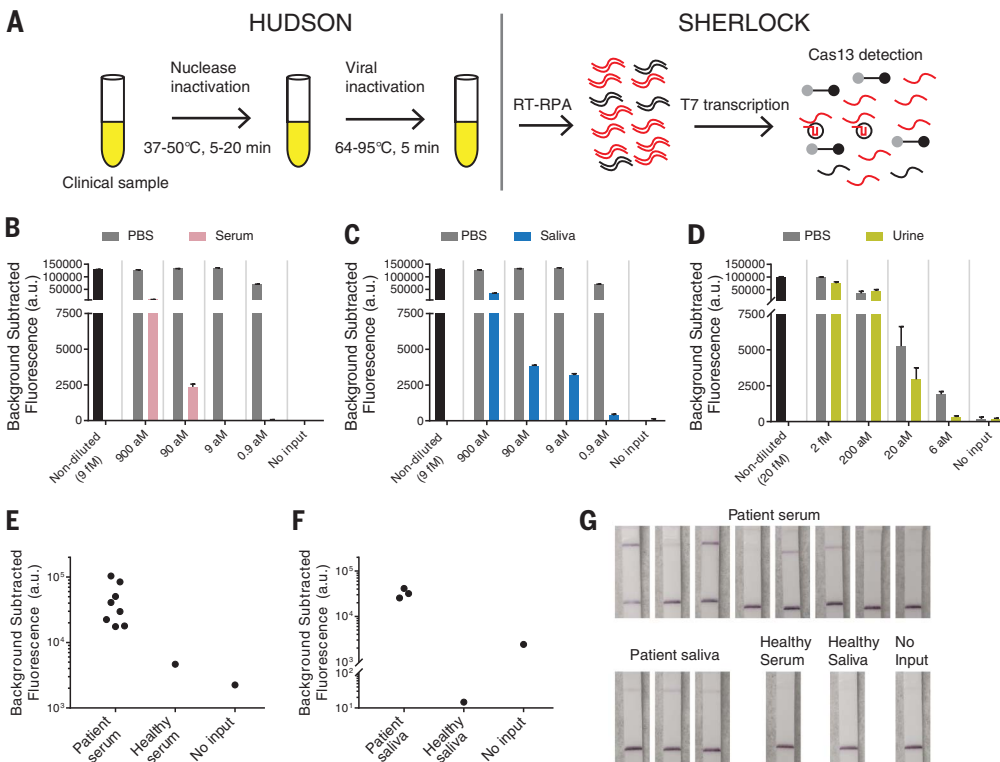 A
HUDSON
SHERLOCK
Nuclease
inactivation
Viral
inactivation
37-50°C, 5-20 min
64-95°C, 5 min
Clinical sample
RT-RPA
T7 transcription
Cas13 detection
B
PBS
Serum
Background Subtracted
Fluorescence (a.u.)
150000
100000
50000
7500
5000
2500
0
Non-diluted
(9 fM)
900 aM
90 aM
9 aM
0.9 aM
No input
C
PBS
Saliva
Background Subtracted
Fluorescence (a.u.)
150000
100000
50000
7500
5000
2500
0
Non-diluted
(9 fM)
900 aM
90 aM
9 aM
0.9 aM
No input
D
PBS
Urine
Background Subtracted
Fluorescence (a.u.)
150000
100000
50000
7500
5000
2500
0
Non-diluted
(20 fM)
2 fM
200 aM
20 aM
6 aM
No input
E
Background Subtracted
Fluorescence (a.u.)
10⁵
10⁴
10³
Patient
serum
Healthy
serum
No input
F
Background Subtracted
Fluorescence (a.u.)
10⁵
10⁴
10³
10²
10¹
Patient
saliva
Healthy
saliva
No input
G
Patient serum
Patient saliva
Healthy
Serum
Healthy
Saliva
No
Input